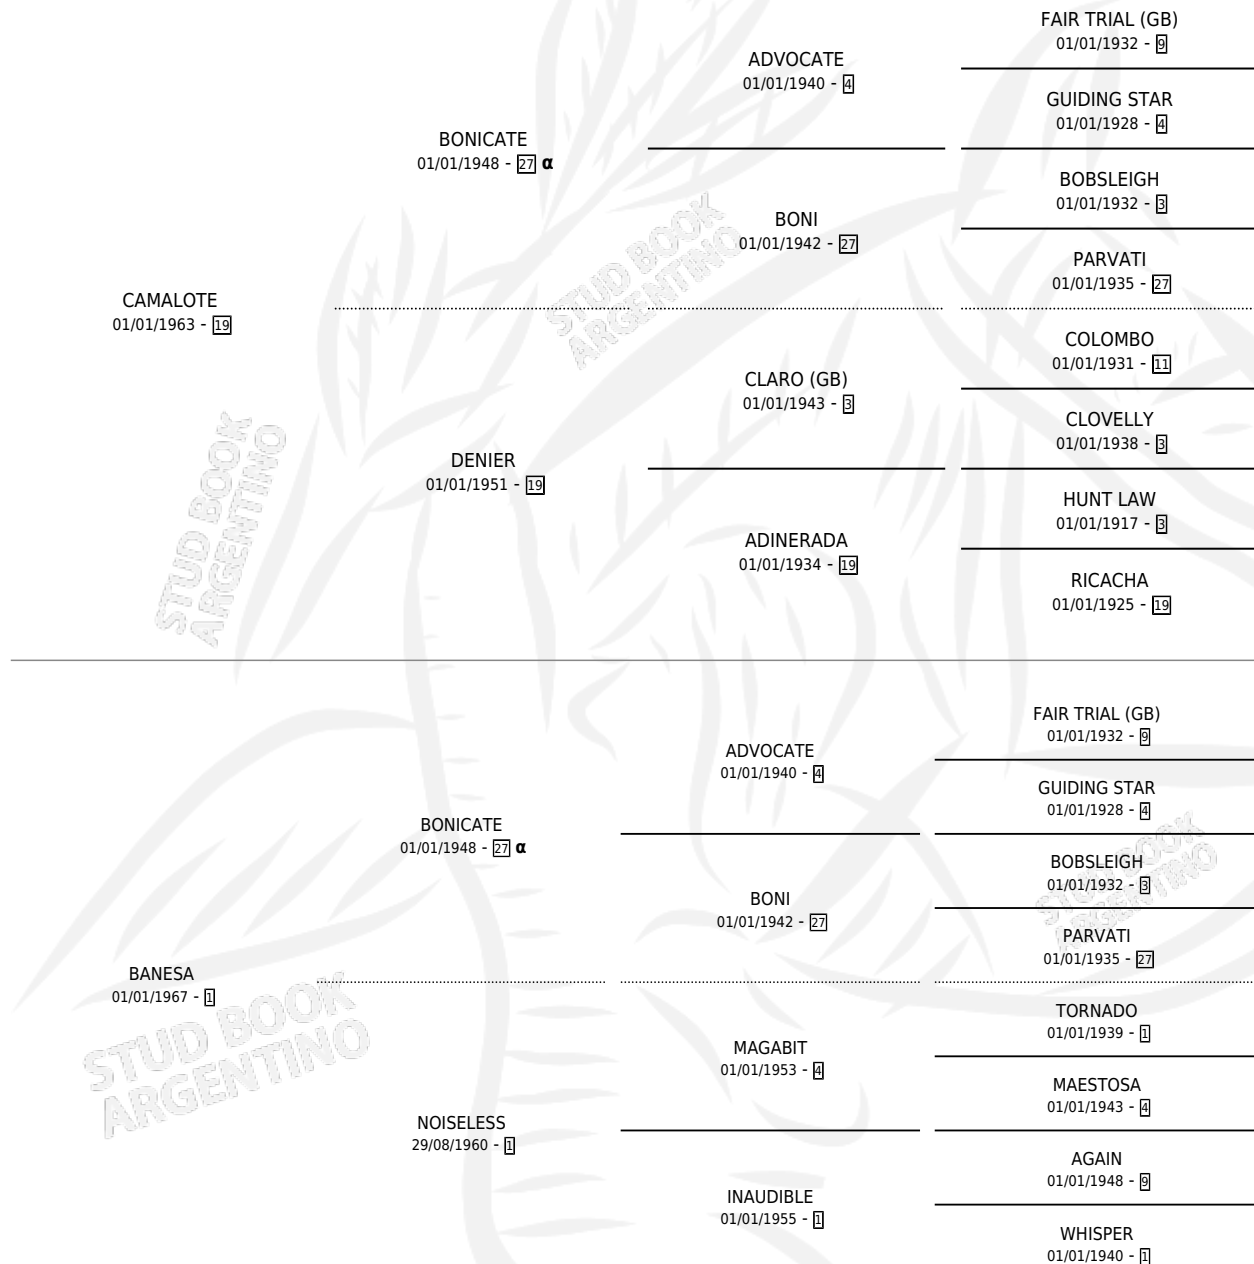 FAIR TRIAL (GB)
01/01/1932 - 9
ADVOCATE
01/01/1940 - 4
GUIDING STAR
01/01/1928 - 4
BONICATE
01/01/1948 - 27 α
BOBSLEIGH
01/01/1932 - 3
BONI
01/01/1942 - 27
PARVATI
01/01/1935 - 27
CAMALOTE
01/01/1963 - 19
COLOMBO
01/01/1931 - 11
CLARO (GB)
01/01/1943 - 3
CLOVELLY
01/01/1938 - 3
DENIER
01/01/1951 - 19
HUNT LAW
01/01/1917 - 3
ADINERADA
01/01/1934 - 19
RICACHA
01/01/1925 - 19
FAIR TRIAL (GB)
01/01/1932 - 9
ADVOCATE
01/01/1940 - 4
GUIDING STAR
01/01/1928 - 4
BONICATE
01/01/1948 - 27 α
BOBSLEIGH
01/01/1932 - 3
BONI
01/01/1942 - 27
PARVATI
01/01/1935 - 27
BANESA
01/01/1967 - 1
TORNADO
01/01/1939 - 1
MAGABIT
01/01/1953 - 4
MAESTOSA
01/01/1943 - 4
NOISELESS
29/08/1960 - 1
AGAIN
01/01/1948 - 9
INAUDIBLE
01/01/1955 - 1
WHISPER
01/01/1940 - 1
STUD BOOK
ARGENTINO
STUD BOOK
ARGENTINO
STUD BOOK
ARGENTINO
STUD BOOK
ARGENTINO